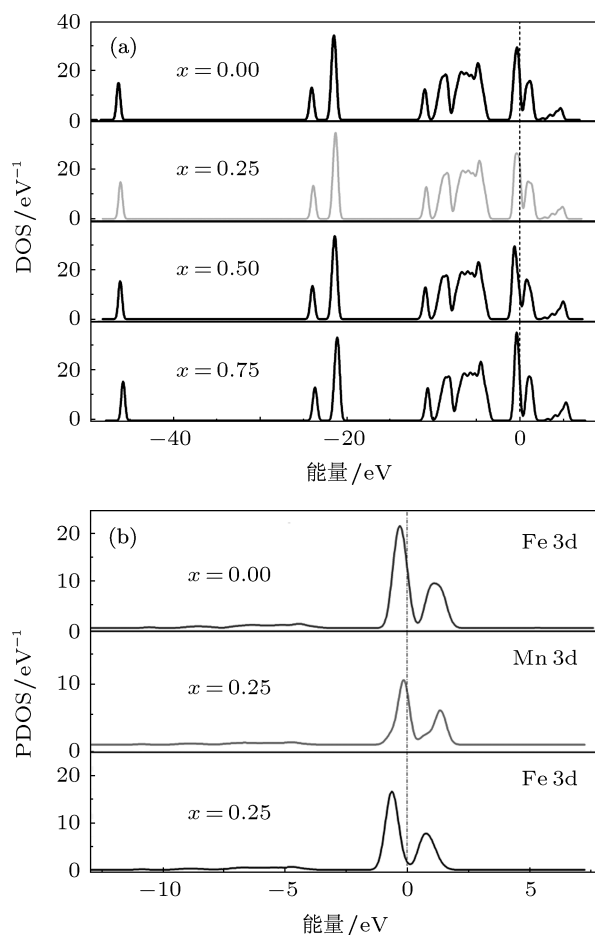 (a)
40
x = 0.00
20
0
x = 0.25
20
0
DOS/eV⁻¹
x = 0.50
20
0
x = 0.75
20
0
−40
−20
0
能量/eV
(b)
20
Fe 3d
x = 0.00
10
0
Mn 3d
10
x = 0.25
0
PDOS/eV⁻¹
20
Fe 3d
x = 0.25
10
0
−10
−5
0
5
能量/eV